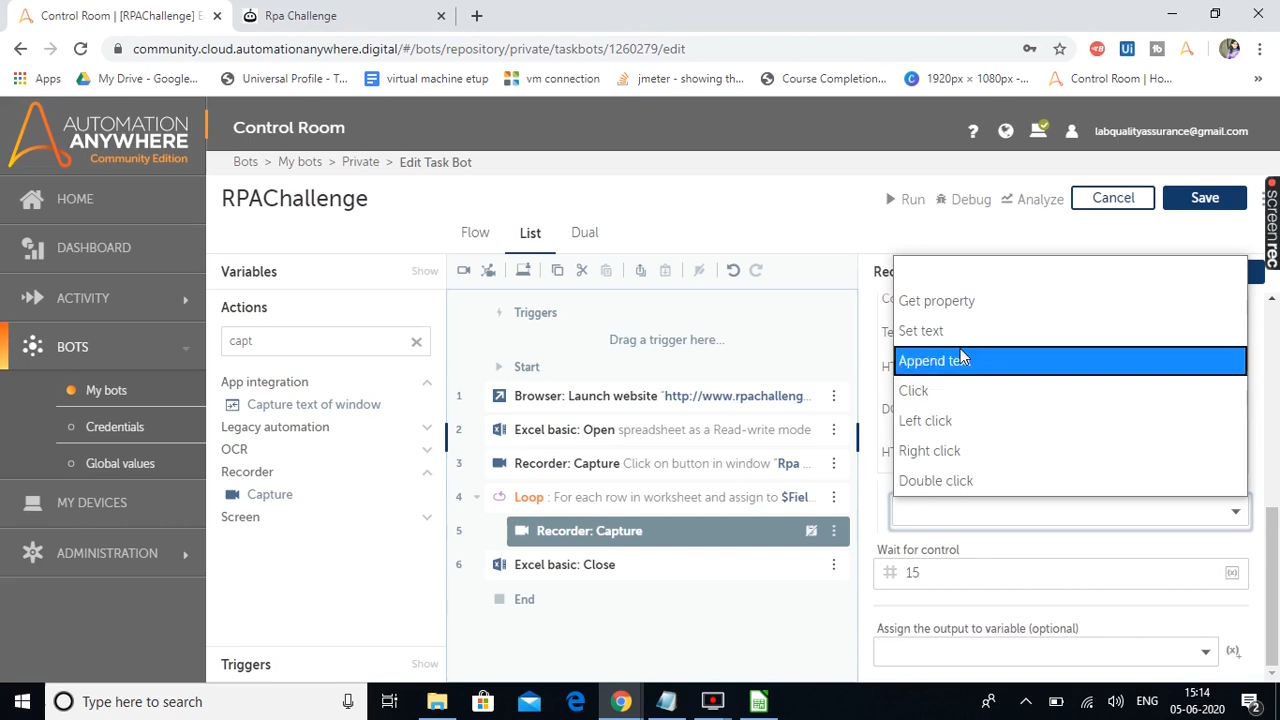 Control Room | [RPAChallenge] E
Rpa Challenge
community.cloud.automationanywhere.digital/#/bots/repository/private/taskbots/1260279/edit
Apps
My Drive - Google...
Universal Profile - T...
virtual machine etup
vm connection
jmeter - showing th...
Course Completion...
1920px × 1080px -...
Control Room | Ho...
AUTOMATION
ANYWHERE
Community Edition
Control Room
labqualityassurance@gmail.com
Bots > My bots > Private > Edit Task Bot
RPAChallenge
Run
Debug
Analyze
Cancel
Save
Flow
List
Dual
HOME
DASHBOARD
ACTIVITY
BOTS
My bots
Credentials
Global values
MY DEVICES
ADMINISTRATION
Variables
Show
Actions
capt
App integration
Capture text of window
Legacy automation
OCR
Recorder
Capture
Screen
Triggers
Show
Triggers
Drag a trigger here...
Start
1 Browser: Launch website "http://www.rpachalleng...
2 Excel basic: Open spreadsheet as a Read-write mode
3 Recorder: Capture Click on button in window "Rpa ...
4 Loop : For each row in worksheet and assign to $Fiel...
5 Recorder: Capture
6 Excel basic: Close
End
Rec
Get property
Set text
Append text
Click
Left click
Right click
Double click
Wait for control
15
Assign the output to variable (optional)
screenrec
Type here to search
ENG
15:14
05-06-2020
2